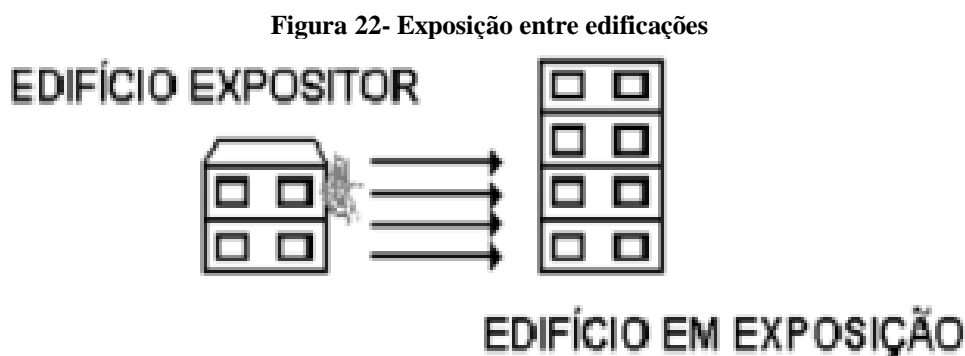 Figura 22- Exposição entre edificações
EDIFÍCIO EXPOSITOR
EDIFÍCIO EM EXPOSIÇÃO